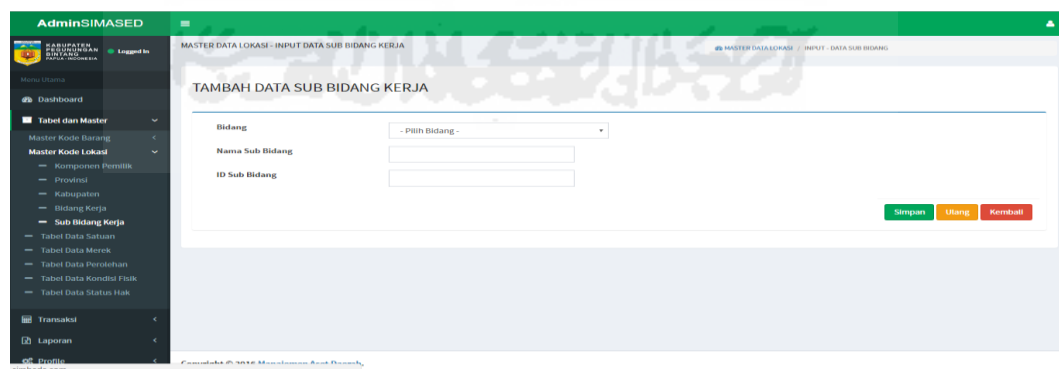 AdminSIMASED
KABUPATEN
PEGUNUNGAN
BINTANG
PAPUA-INDONESIA
Logged In
MASTER DATA LOKASI - INPUT DATA SUB BIDANG KERJA
MASTER DATA LOKASI / INPUT - DATA SUB BIDANG
Menu Utama
Dashboard
Tabel dan Master
Master Kode Barang
Master Kode Lokasi
Komponen Pemilik
Provinsi
Kabupaten
Bidang Kerja
Sub Bidang Kerja
Tabel Data Satuan
Tabel Data Merek
Tabel Data Perolehan
Tabel Data Kondisi Fisik
Tabel Data Status Hak
Transaksi
Laporan
Profile
TAMBAH DATA SUB BIDANG KERJA
Bidang
- Pilih Bidang -
Nama Sub Bidang
ID Sub Bidang
Simpan
Ulang
Kembali
Copyright © 2016 Manajemen Aset Daerah.